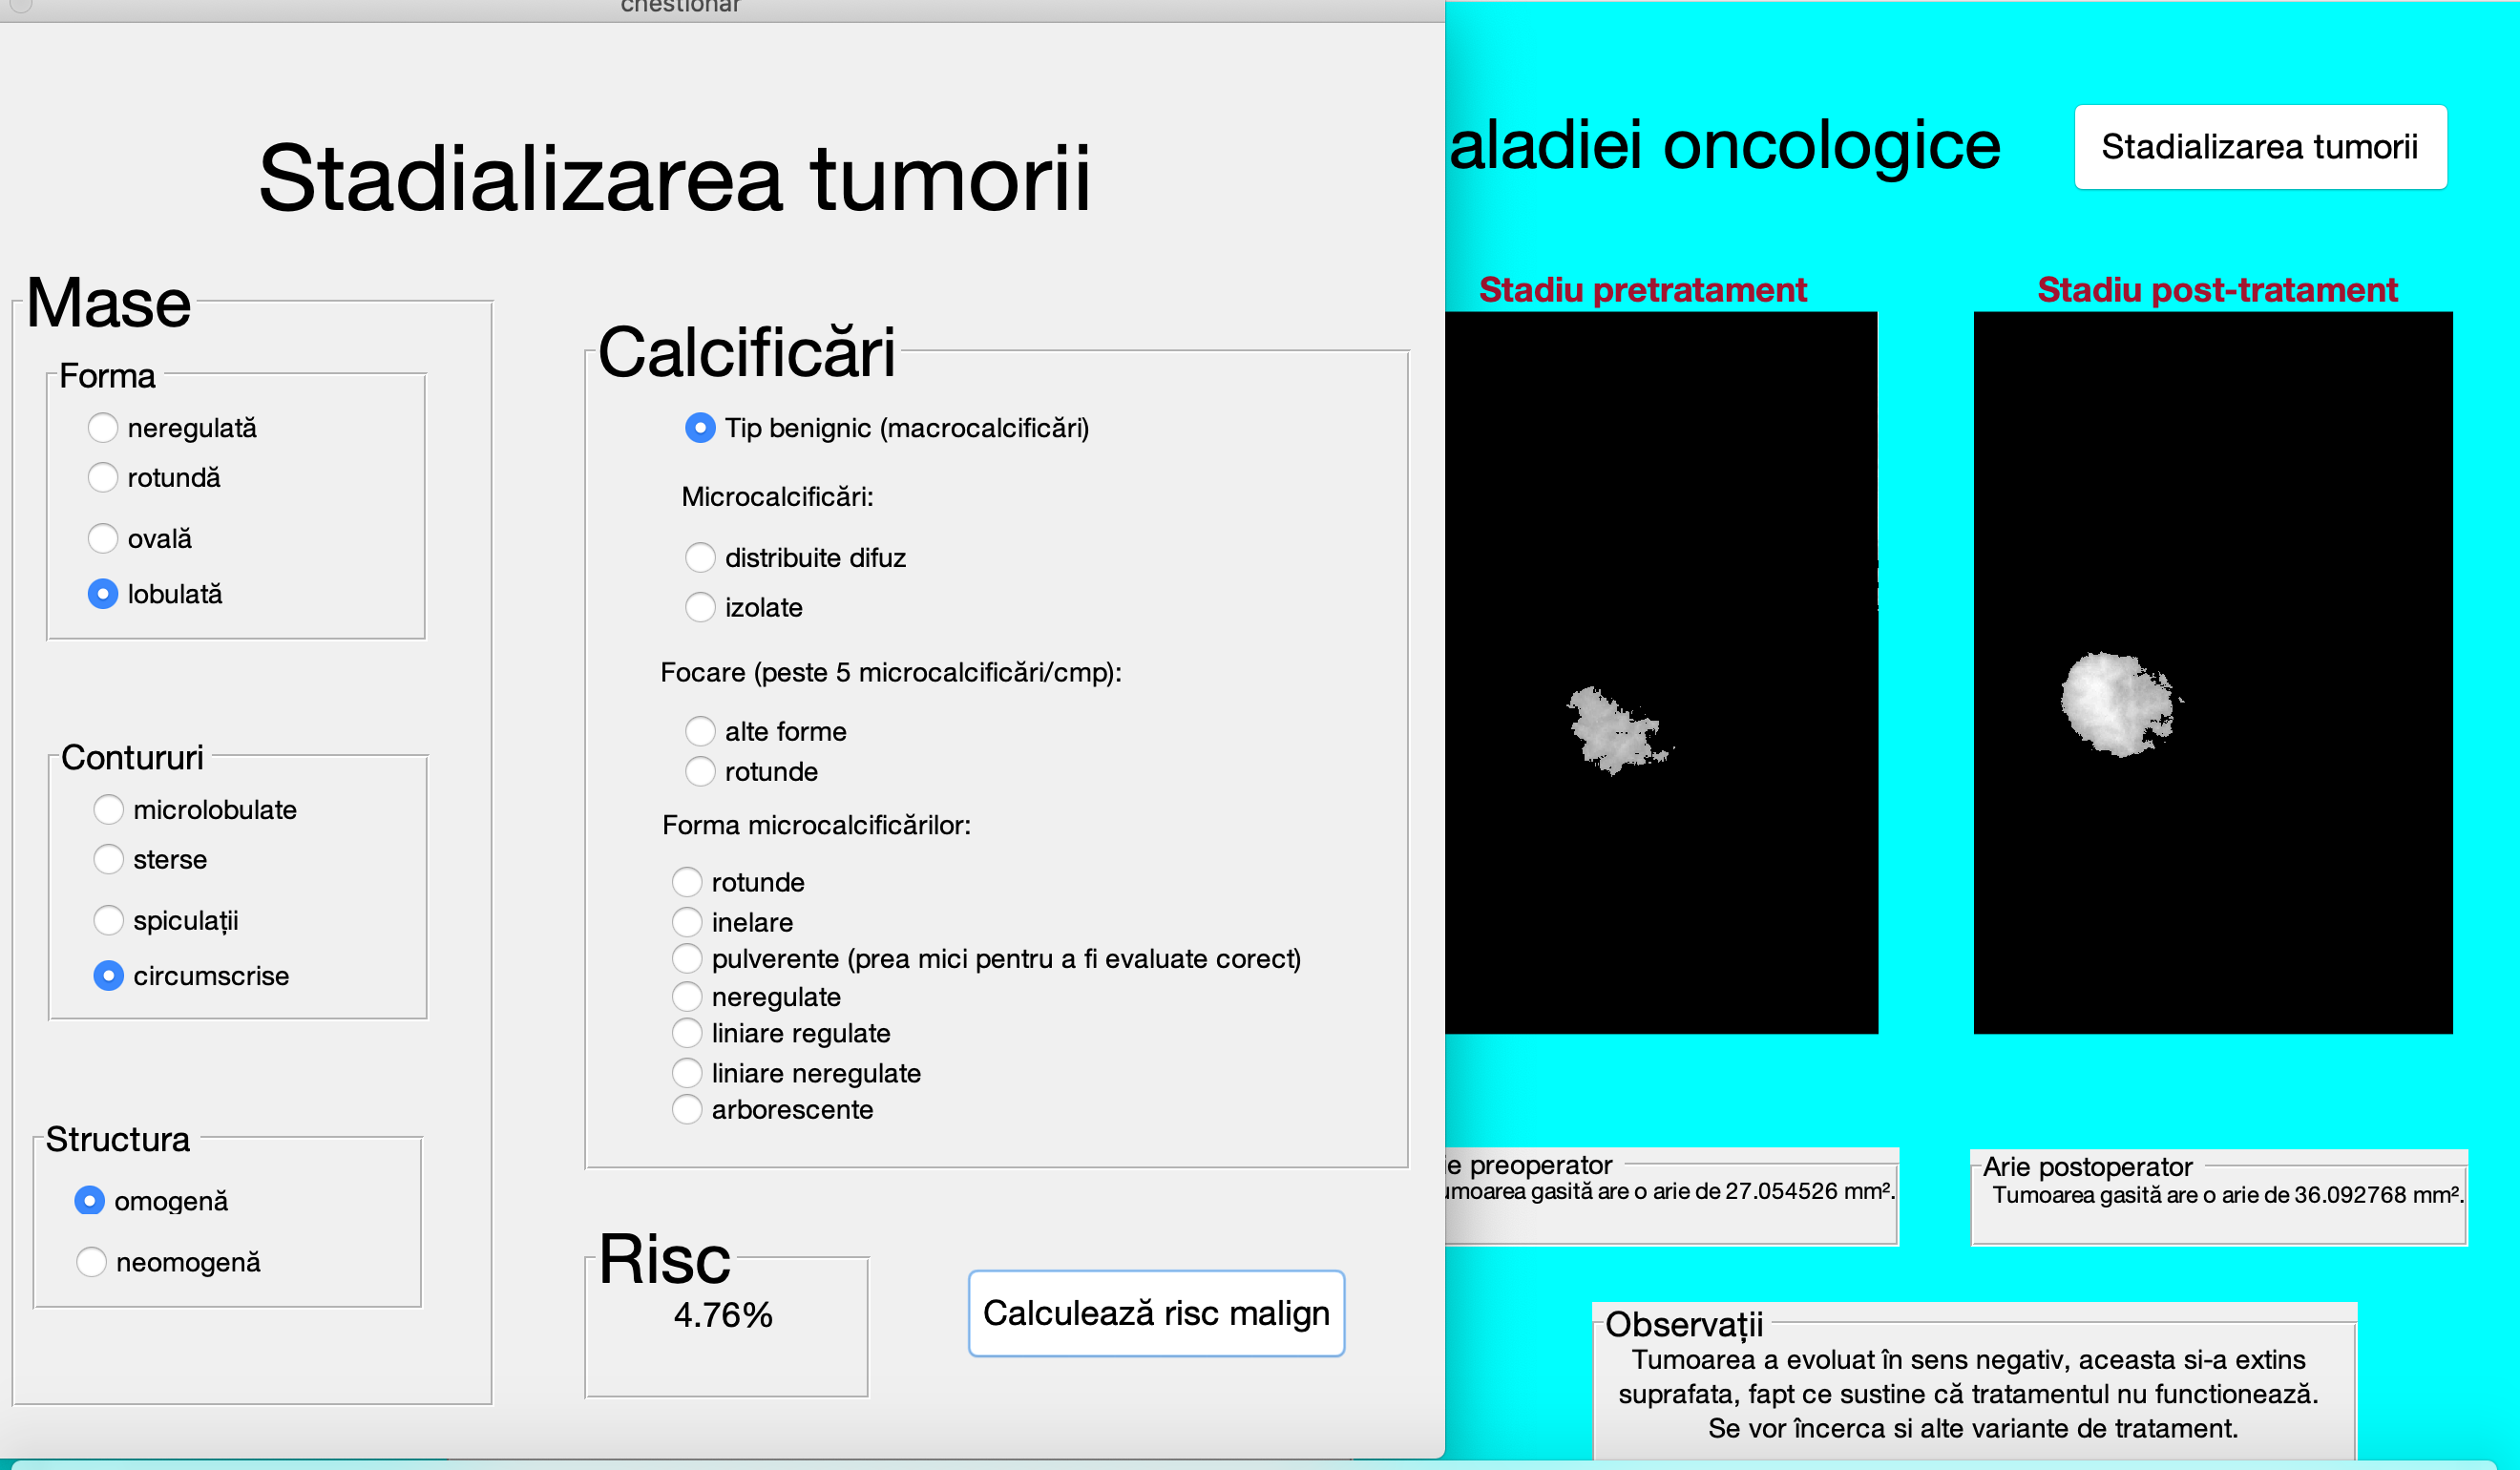 chestionar
Stadializarea tumorii
Mase
Forma
neregulată
rotundă
ovală
lobulată
Contururi
microlobulate
sterse
spiculații
circumscrise
Structura
omogenă
neomogenă
Calcificări
Tip benignic (macrocalcificări)
Microcalcificări:
distribuite difuz
izolate
Focare (peste 5 microcalcificări/cmp):
alte forme
rotunde
Forma microcalcificărilor:
rotunde
inelare
pulverente (prea mici pentru a fi evaluate corect)
neregulate
liniare regulate
liniare neregulate
arborescente
Risc
4.76%
Calculează risc malign
aladiei oncologice
Stadializarea tumorii
Stadiu pretratament
Stadiu post-tratament
ie preoperator
umoarea gasită are o arie de 27.054526 mm².
Arie postoperator
Tumoarea gasită are o arie de 36.092768 mm².
Observații
Tumoarea a evoluat în sens negativ, aceasta si-a extins
suprafata, fapt ce sustine că tratamentul nu functionează.
Se vor încerca si alte variante de tratament.